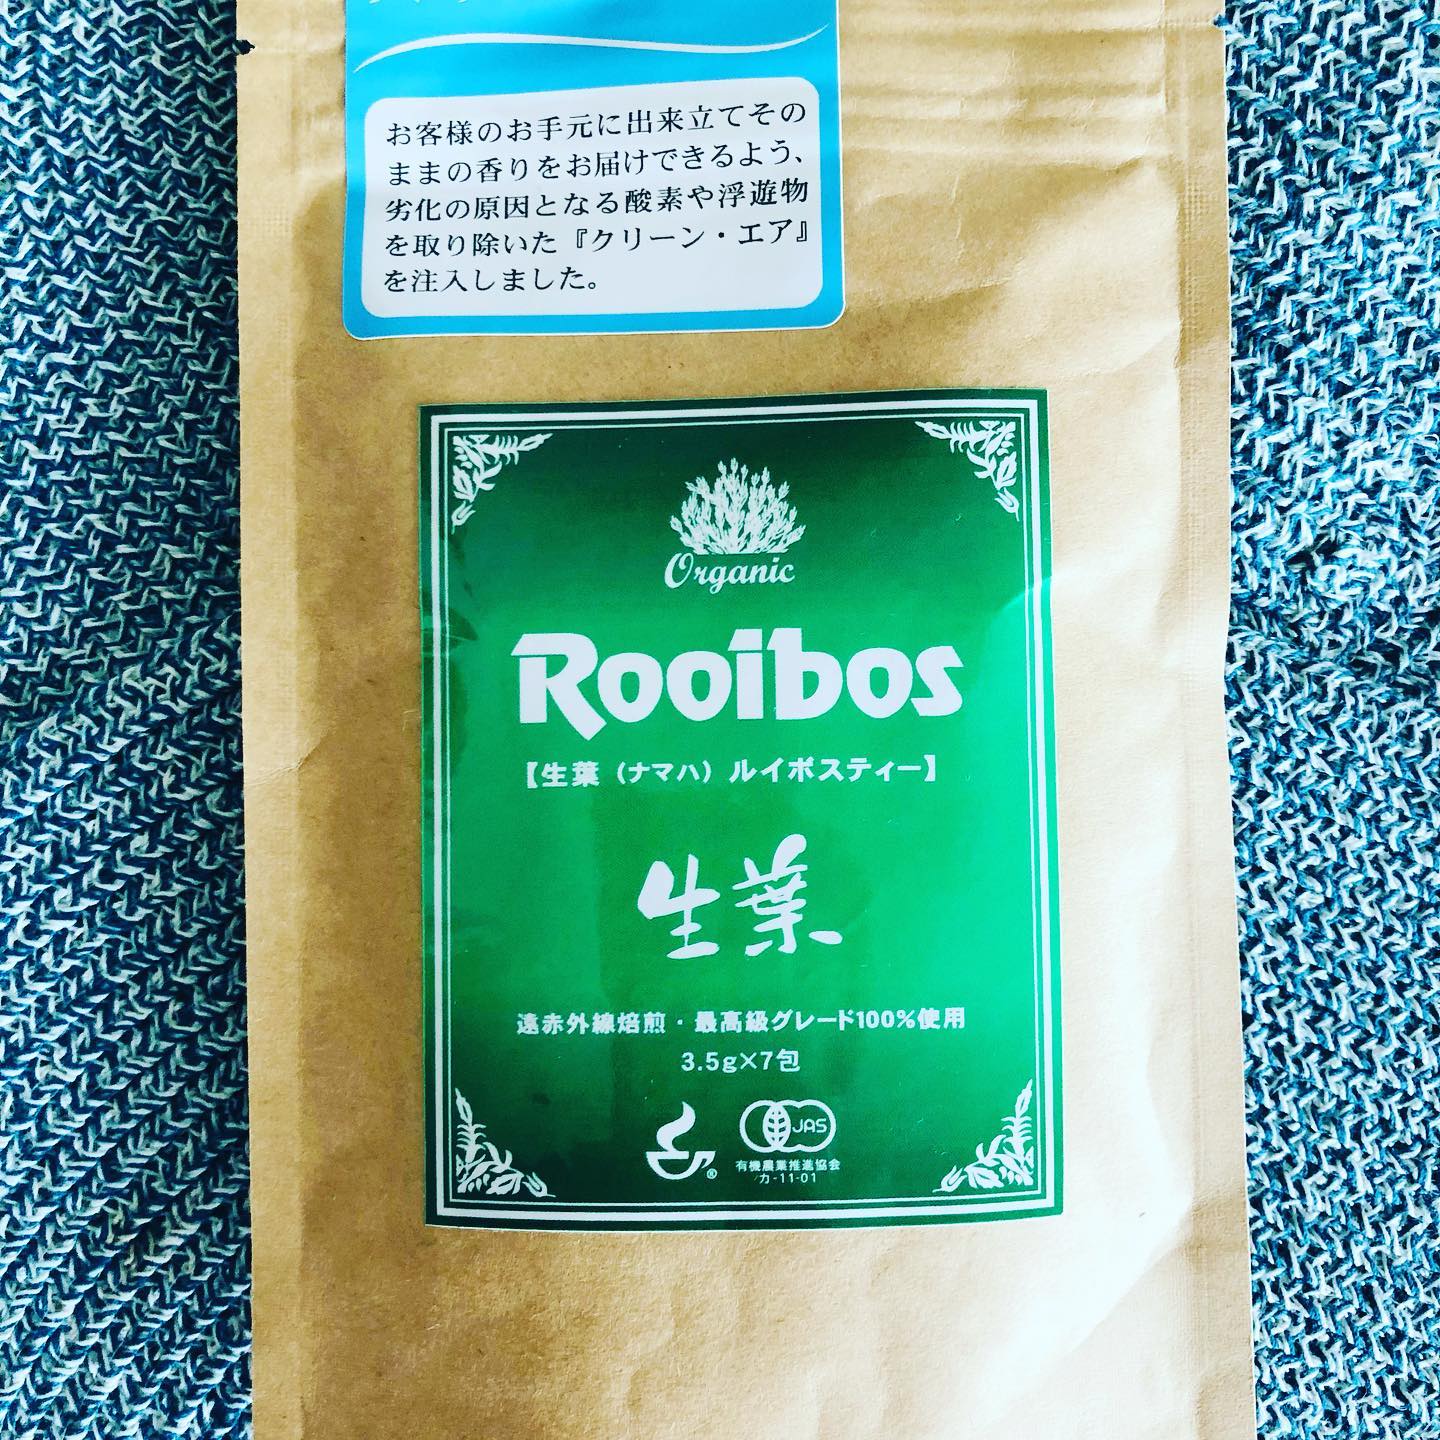 お客様のお手元に出来立てその
ままの香りをお届けできるよう、
劣化の原因となる酸素や浮遊物
を取り除いた『クリーン・エア』
を注入しました。
Organic
Rooibos
【生葉（ナマハ）ルイボスティー】
生葉
遠赤外線焙煎・最高級グレード100%使用
3.5g×7包
®
JAS
有機農業推進協会
カ-11-01